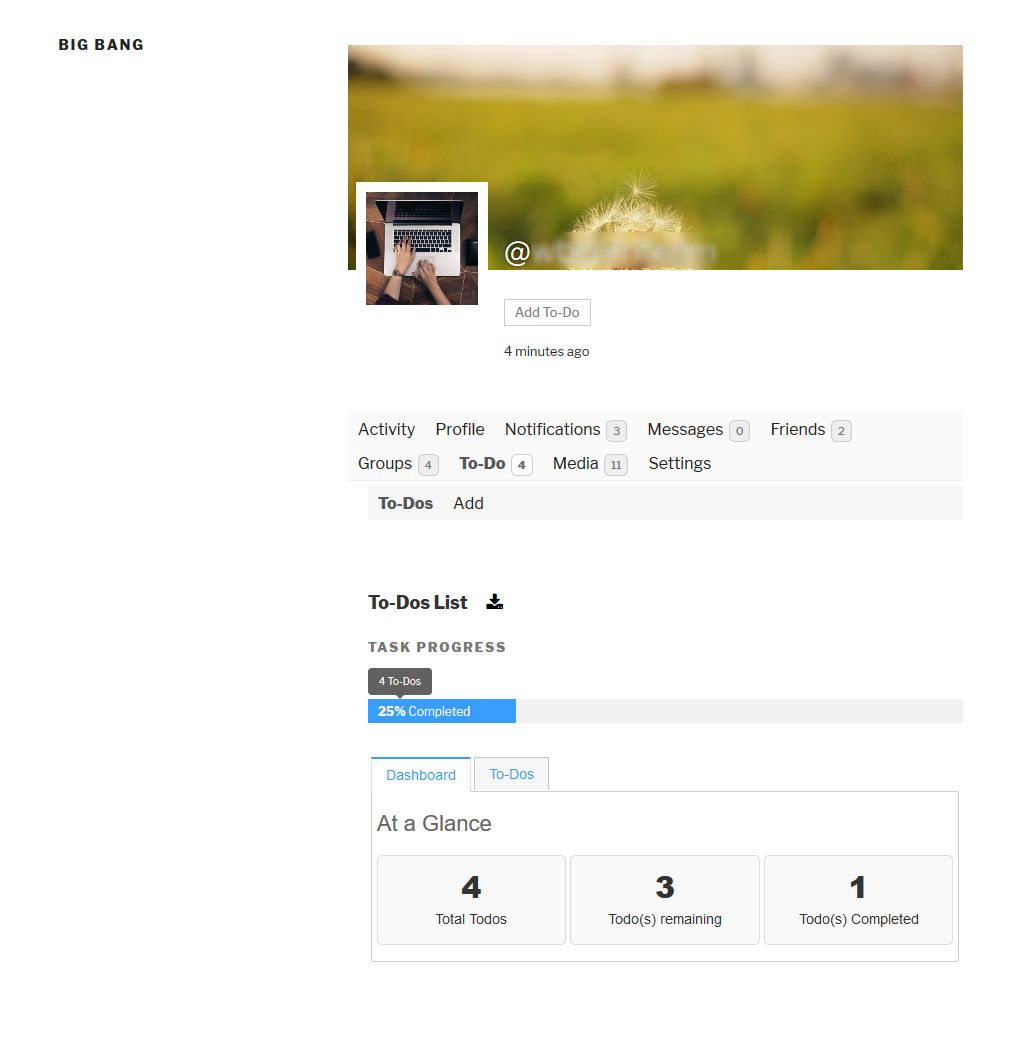 BIG BANG
@
Add To-Do
4 minutes ago
Activity Profile Notifications 3 Messages 0 Friends 2
Groups 4 To-Do 4 Media 11 Settings
To-Dos Add
To-Dos List
TASK PROGRESS
4 To-Dos
25% Completed
Dashboard To-Dos
At a Glance
4 3 1
Total Todos Todo(s) remaining Todo(s) Completed